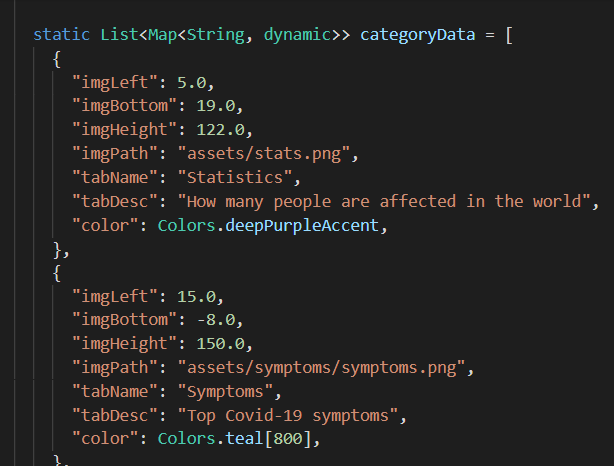 static List<Map<String, dynamic>> categoryData = [
{
"imgLeft": 5.0,
"imgBottom": 19.0,
"imgHeight": 122.0,
"imgPath": "assets/stats.png",
"tabName": "Statistics",
"tabDesc": "How many people are affected in the world",
"color": Colors.deepPurpleAccent,
},
{
"imgLeft": 15.0,
"imgBottom": -8.0,
"imgHeight": 150.0,
"imgPath": "assets/symptoms/symptoms.png",
"tabName": "Symptoms",
"tabDesc": "Top Covid-19 symptoms",
"color": Colors.teal[800],
},